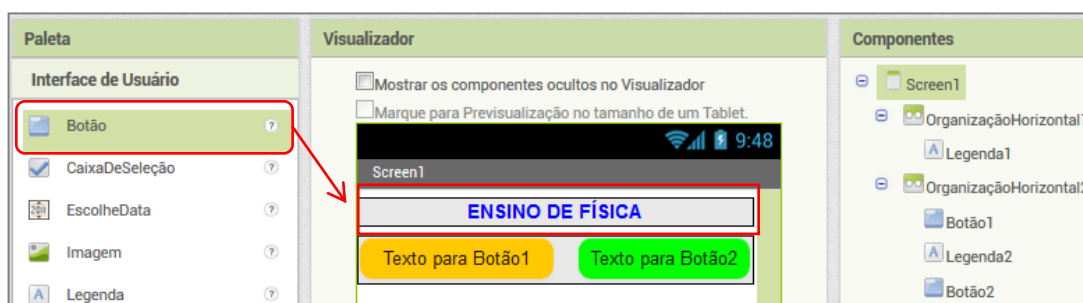 Paleta
Interface de Usuário
Botão
?
CaixaDeSeleção
?
EscolheData
?
Imagem
?
Legenda
?
Visualizador
Mostrar os componentes ocultos no Visualizador
Marque para Previsualização no tamanho de um Tablet.
9:48
Screen1
ENSINO DE FÍSICA
Texto para Botão1 Texto para Botão2
Componentes
Screen1
OrganizaçãoHorizontal1
A Legenda1
OrganizaçãoHorizontal2
Botão1
A Legenda2
Botão2